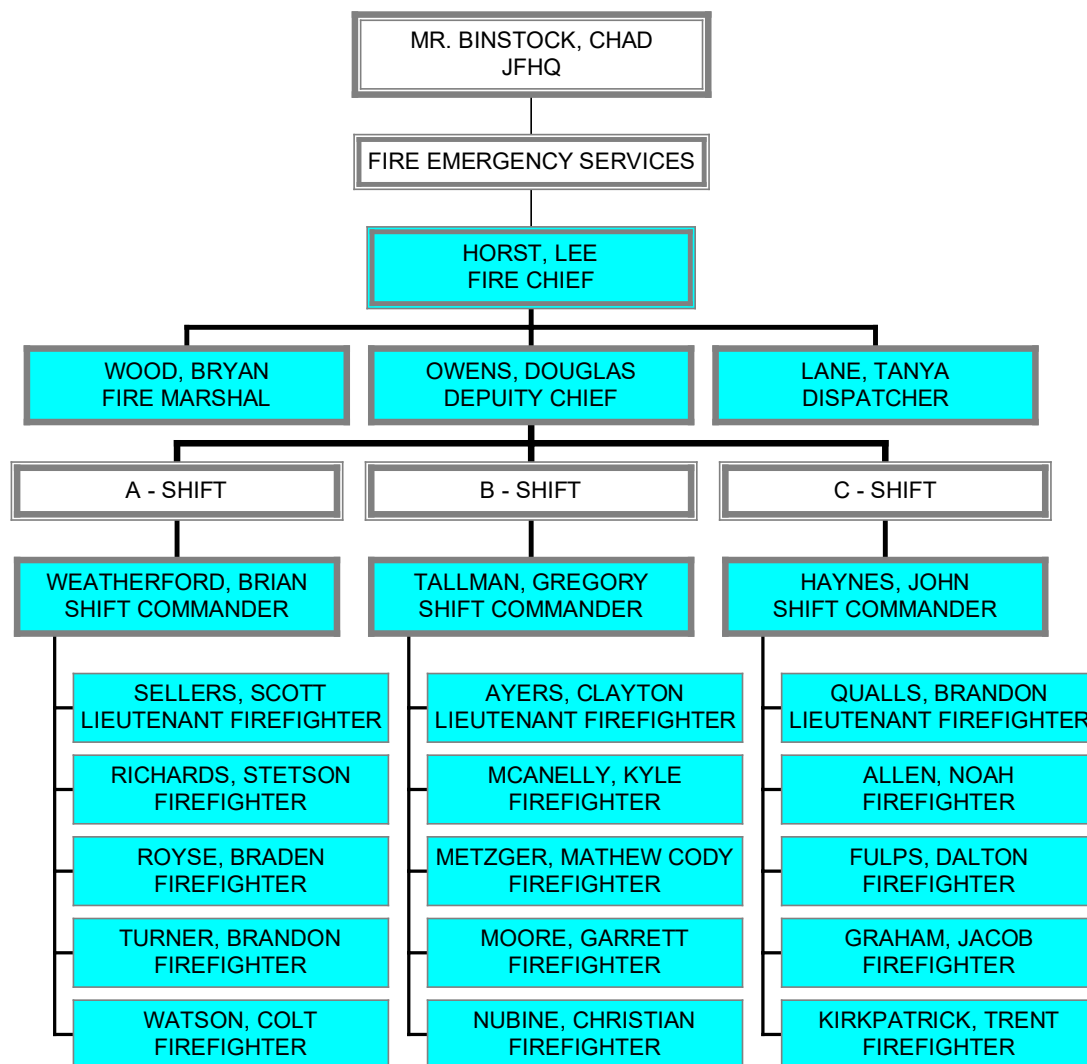 MR. BINSTOCK, CHAD
JFHQ
FIRE EMERGENCY SERVICES
HORST, LEE
FIRE CHIEF
WOOD, BRYAN
FIRE MARSHAL
OWENS, DOUGLAS
DEPUITY CHIEF
LANE, TANYA
DISPATCHER
A - SHIFT
B - SHIFT
C - SHIFT
WEATHERFORD, BRIAN
SHIFT COMMANDER
TALLMAN, GREGORY
SHIFT COMMANDER
HAYNES, JOHN
SHIFT COMMANDER
SELLERS, SCOTT
LIEUTENANT FIREFIGHTER
RICHARDS, STETSON
FIREFIGHTER
ROYSE, BRADEN
FIREFIGHTER
TURNER, BRANDON
FIREFIGHTER
WATSON, COLT
FIREFIGHTER
AYERS, CLAYTON
LIEUTENANT FIREFIGHTER
MCANELLY, KYLE
FIREFIGHTER
METZGER, MATHEW CODY
FIREFIGHTER
MOORE, GARRETT
FIREFIGHTER
NUBINE, CHRISTIAN
FIREFIGHTER
QUALLS, BRANDON
LIEUTENANT FIREFIGHTER
ALLEN, NOAH
FIREFIGHTER
FULPS, DALTON
FIREFIGHTER
GRAHAM, JACOB
FIREFIGHTER
KIRKPATRICK, TRENT
FIREFIGHTER